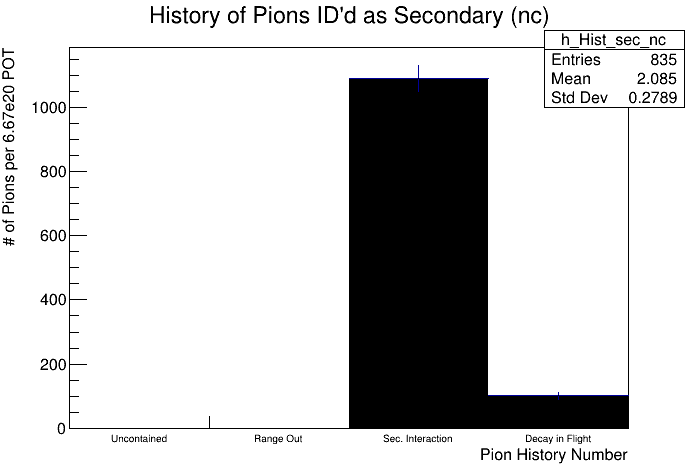 History of Pions ID'd as Secondary (nc)
h_Hist_sec_nc
Entries 835
Mean 2.085
Std Dev 0.2789
# of Pions per 6.67e20 POT
1000
800
600
400
200
0
Uncontained Range Out Sec. Interaction Decay in Flight
Pion History Number